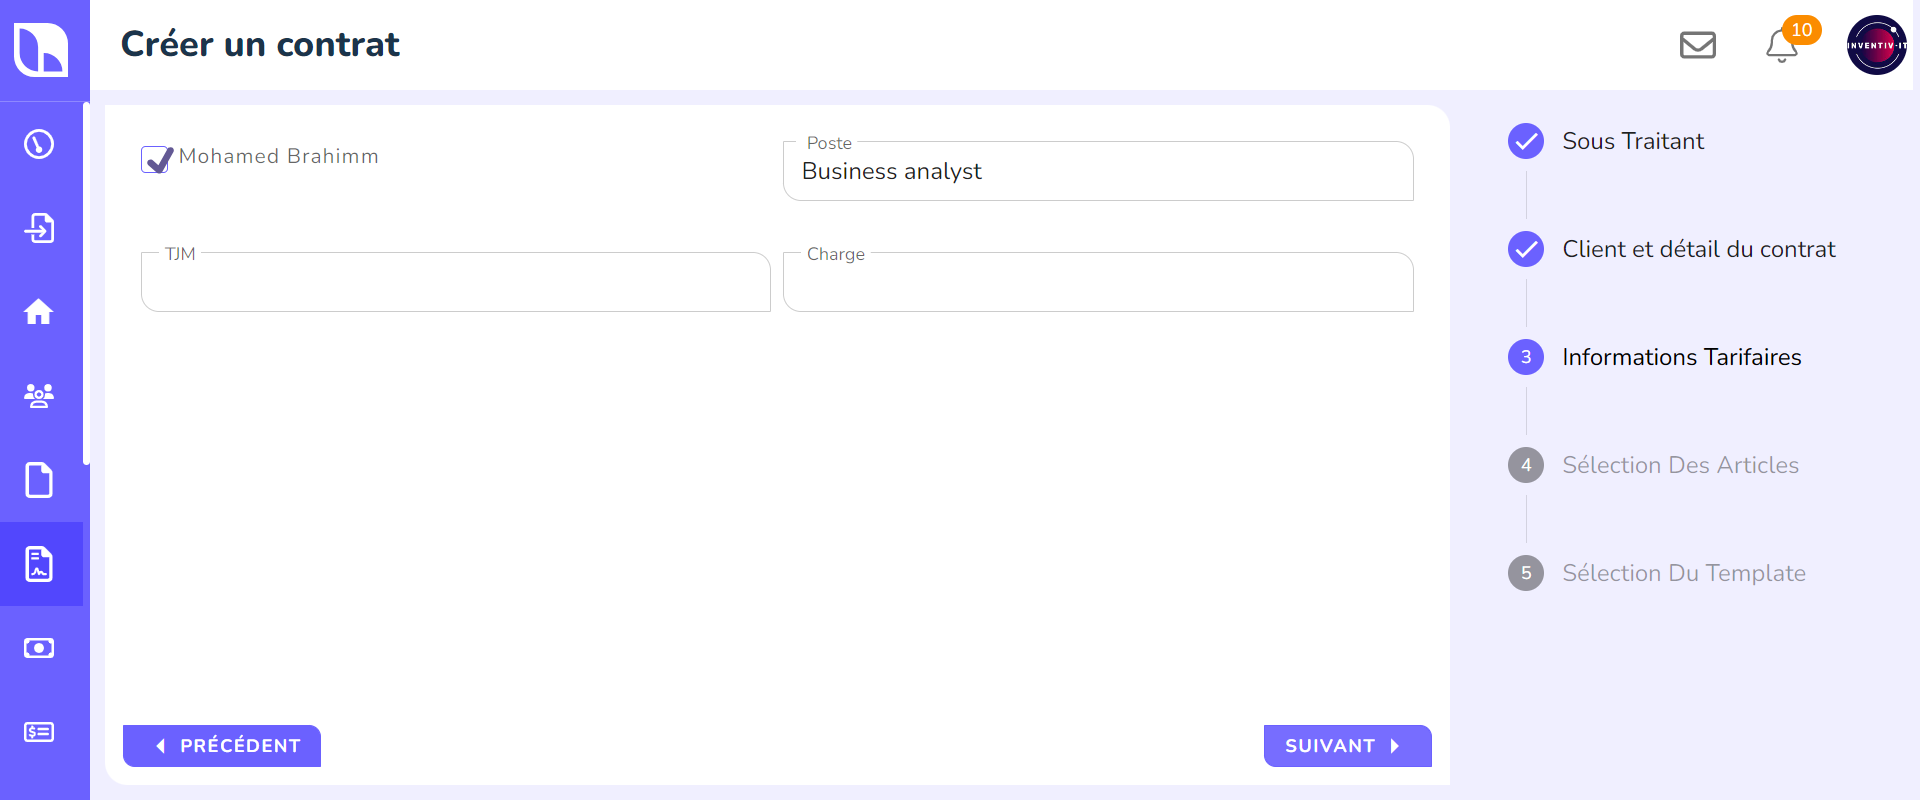 Créer un contrat
10
INVENTIV-IT
Mohamed Brahimm
Poste
Business analyst
TJM
Charge
PRÉCÉDENT
SUIVANT
Sous Traitant
Client et détail du contrat
3 Informations Tarifaires
4 Sélection Des Articles
5 Sélection Du Template